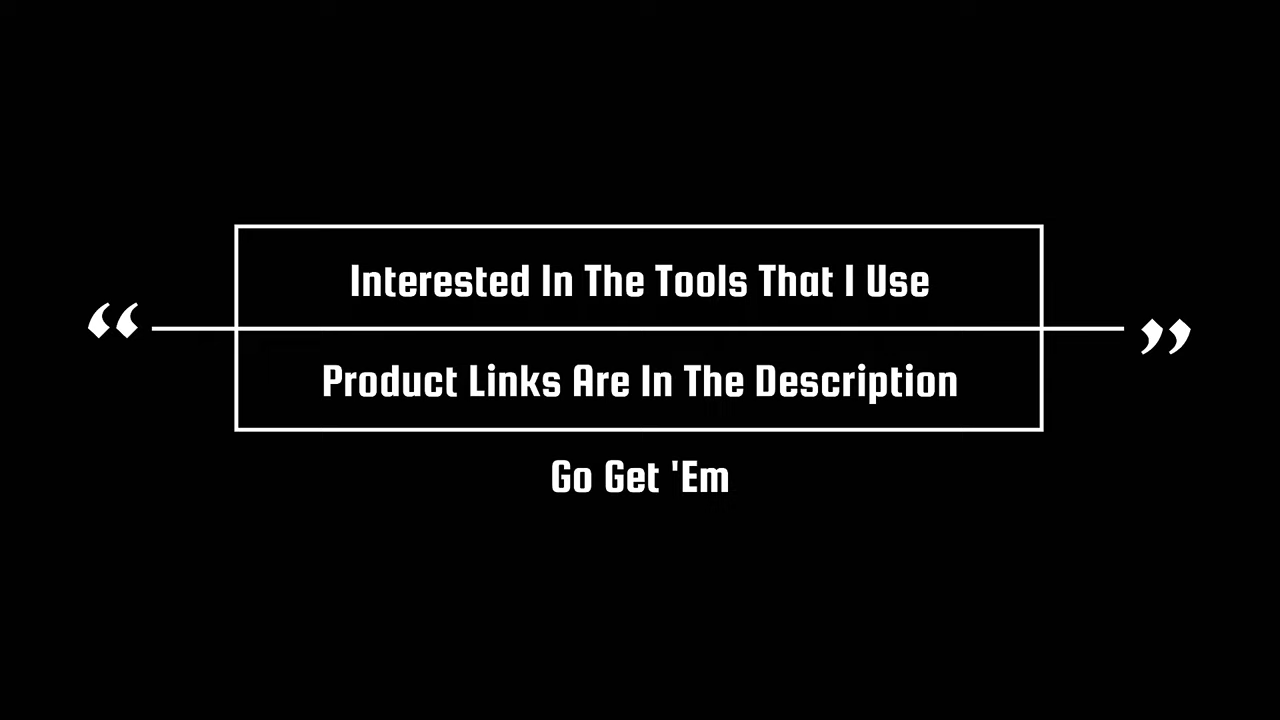 Interested In The Tools That I Use
“ ”
Product Links Are In The Description
Go Get 'Em